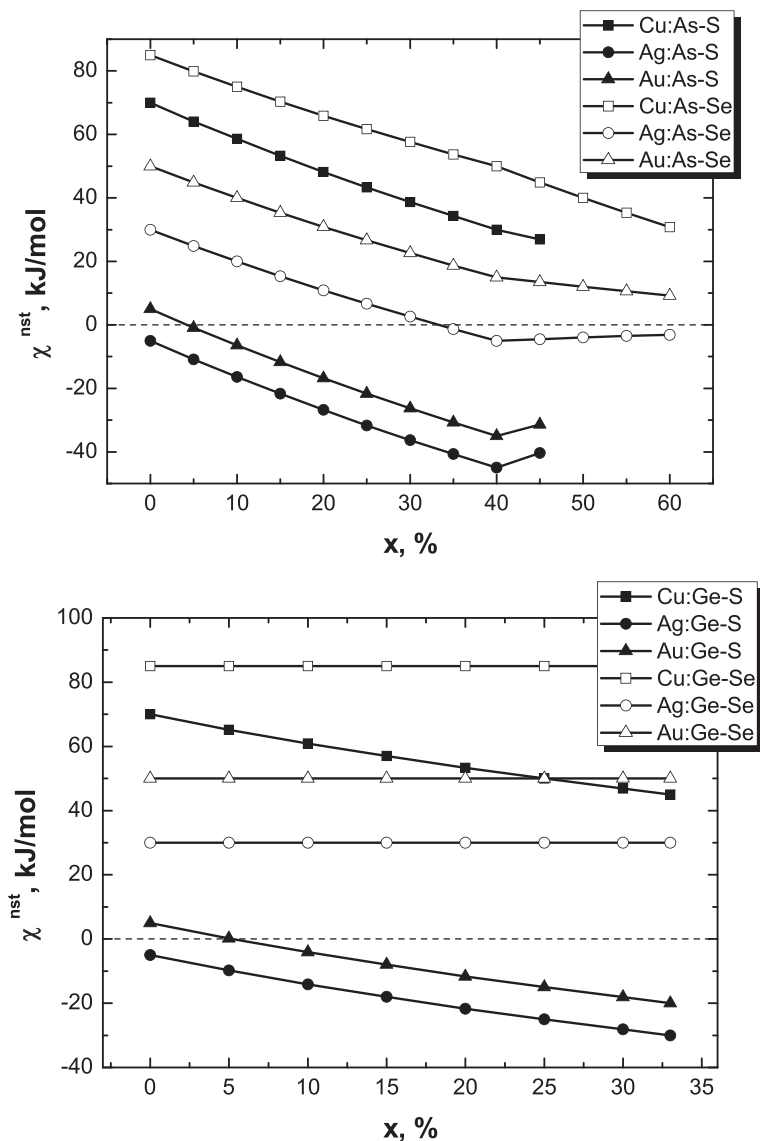 Cu:As-S
Ag:As-S
Au:As-S
Cu:As-Se
Ag:As-Se
Au:As-Se
80
60
40
20
0
-20
-40
χ nst, kJ/mol
0 10 20 30 40 50 60
x, %
Cu:Ge-S
Ag:Ge-S
Au:Ge-S
Cu:Ge-Se
Ag:Ge-Se
Au:Ge-Se
100
80
60
40
20
0
-20
-40
χ nst, kJ/mol
0 5 10 15 20 25 30 35
x, %